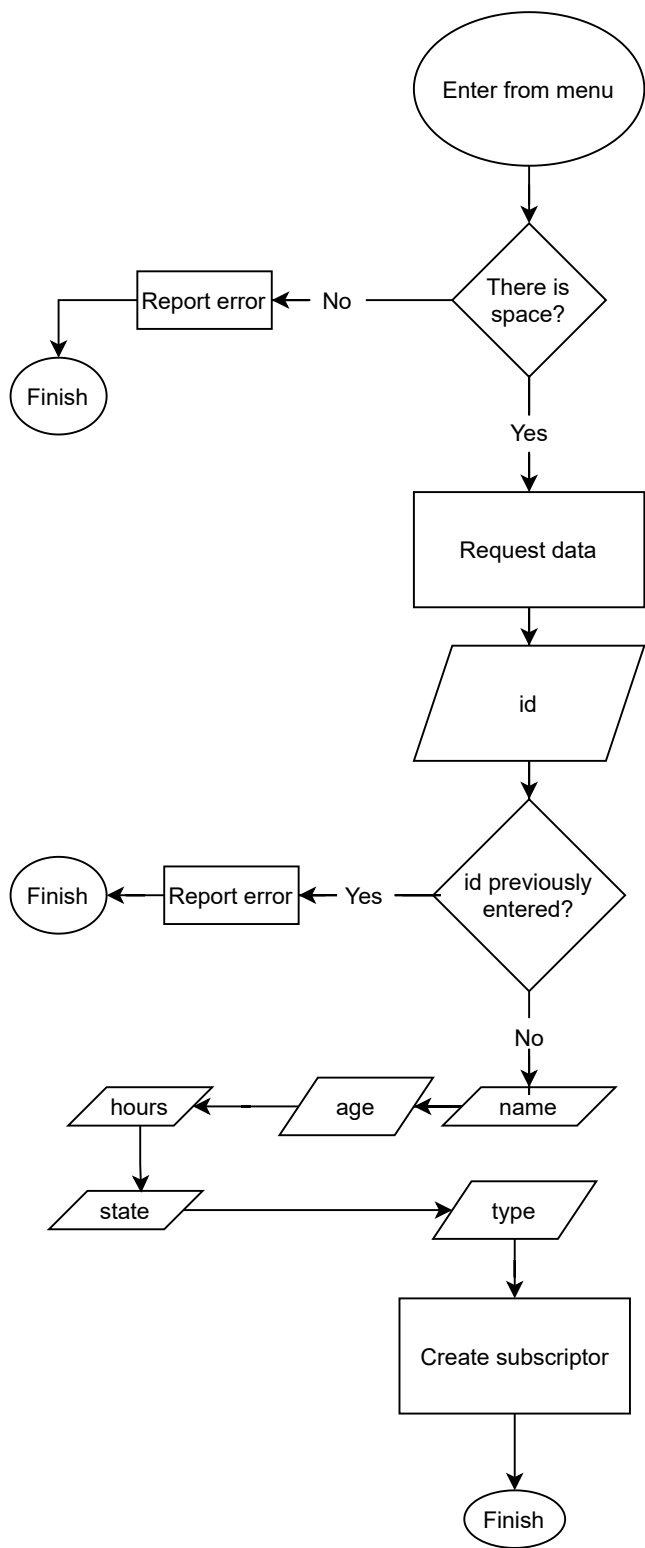 Enter from menu
There is
space?
No
Report error
Finish
Yes
Request data
id
id previously
entered?
Yes
Report error
Finish
No
name
age
hours
state
type
Create subscriptor
Finish